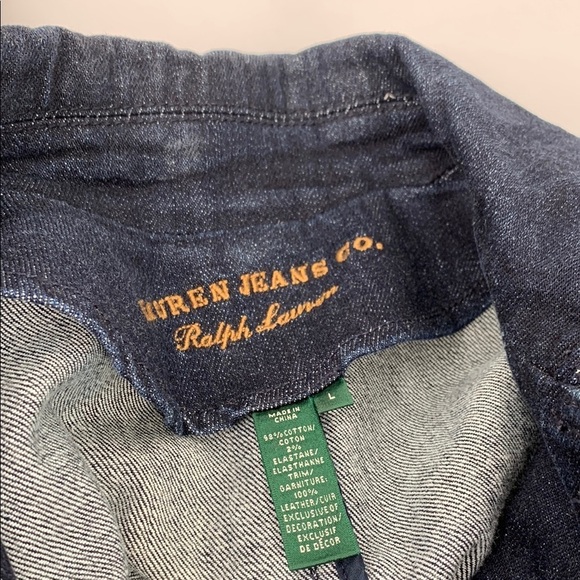 UREN JEANS CO.
Ralph Lauren
L
MADE IN
CHINA
98% COTTON/
COTON
2%
ELASTANE/
ELASTHANNE
TRIM/
GARNITURE:
100%
LEATHER/CUIR
EXCLUSIVE OF
DECORATION/
EXCLUSIF
DE DÉCOR